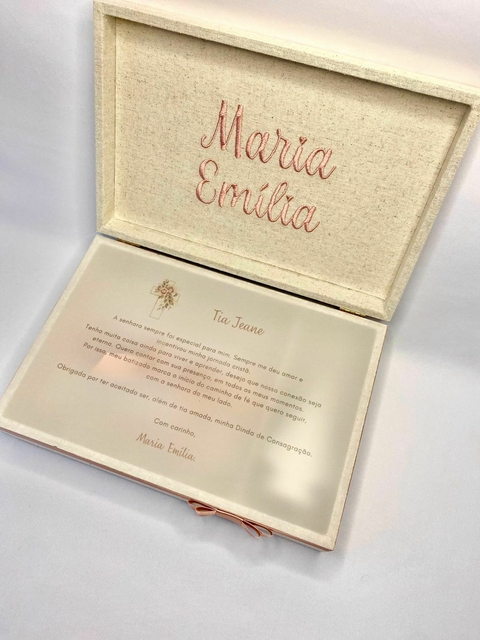 Maria
Emília
Tia Jeane
A senhora sempre foi especial para mim. Sempre me deu amor e
incentivou minha jornada cristã.
Tenho muita coisa ainda para viver e aprender, desejo que nossa conexão seja
eterna. Quero contar com sua presença, em todos os meus momentos.
Por isso, meu batizado marca o início do caminho de fé que quero seguir,
com a senhora do meu lado.
Obrigada por ter aceitado ser, além de tia amada, minha Dinda de Consagração.
Com carinho,
Maria Emília.